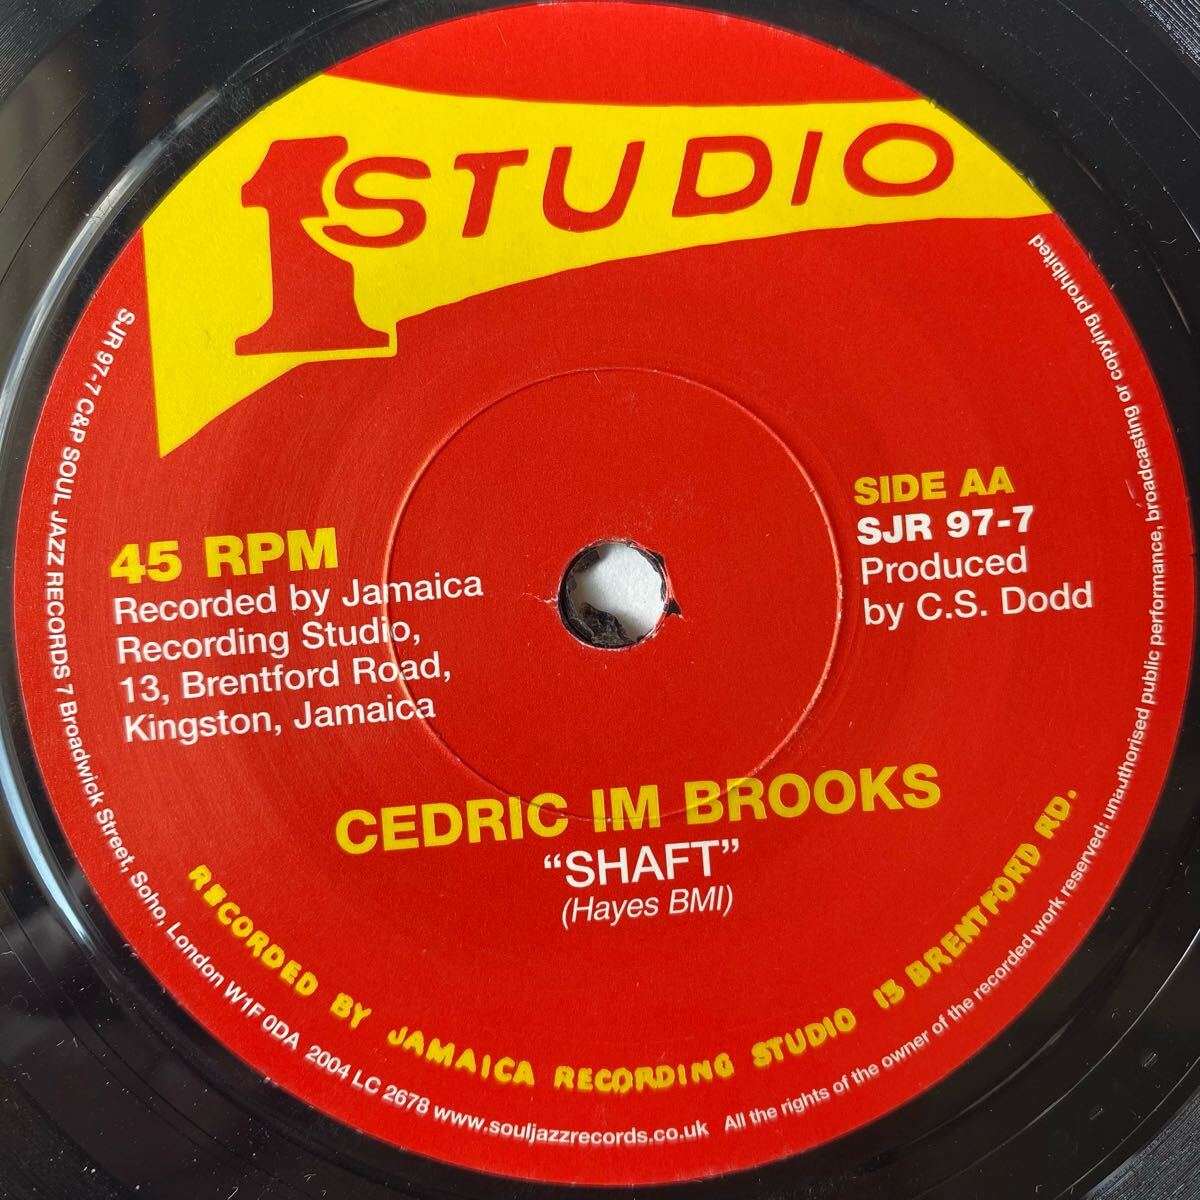 1 STUDIO
45 RPM
Recorded by Jamaica
Recording Studio,
13, Brentford Road,
Kingston, Jamaica
SIDE AA
SJR 97-7
Produced
by C.S. Dodd
CEDRIC IM BROOKS
“SHAFT”
(Hayes BMI)
RECORDED BY JAMAICA RECORDING STUDIO 13 BRENTFORD RD.
SJR 97-7 C&P SOUL JAZZ RECORDS 7 Broadwick Street, Soho, London W1F 0DA 2004 LC 2678 www.souljazzrecords.co.uk All the rights of the owner of the recorded work reserved: unauthorised public performance, broadcasting or copying prohibited